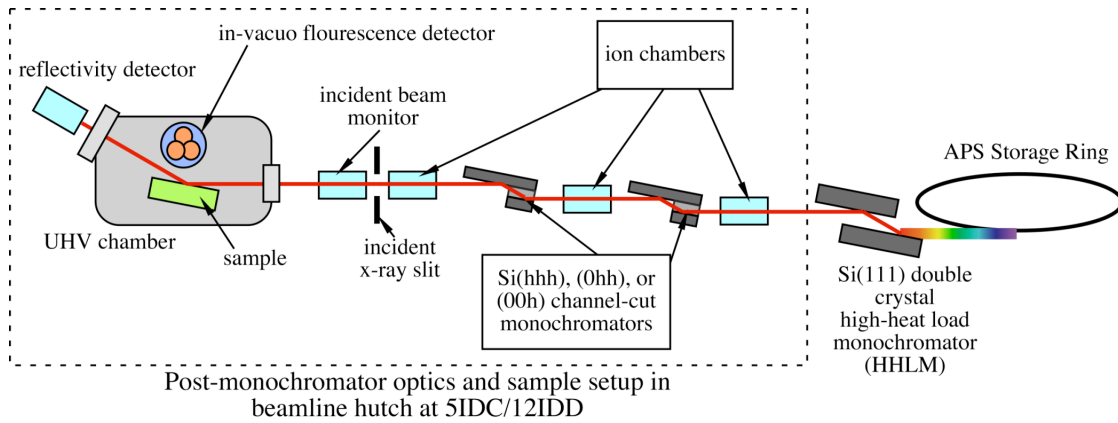 in-vacuo flourescence detector
reflectivity detector
ion chambers
incident beam
monitor
APS Storage Ring
UHV chamber
sample
incident
x-ray slit
Si(hhh), (0hh), or
(00h) channel-cut
monochromators
Si(111) double
crystal
high-heat load
monochromator
(HHLM)
Post-monochromator optics and sample setup in
beamline hutch at 5IDC/12IDD